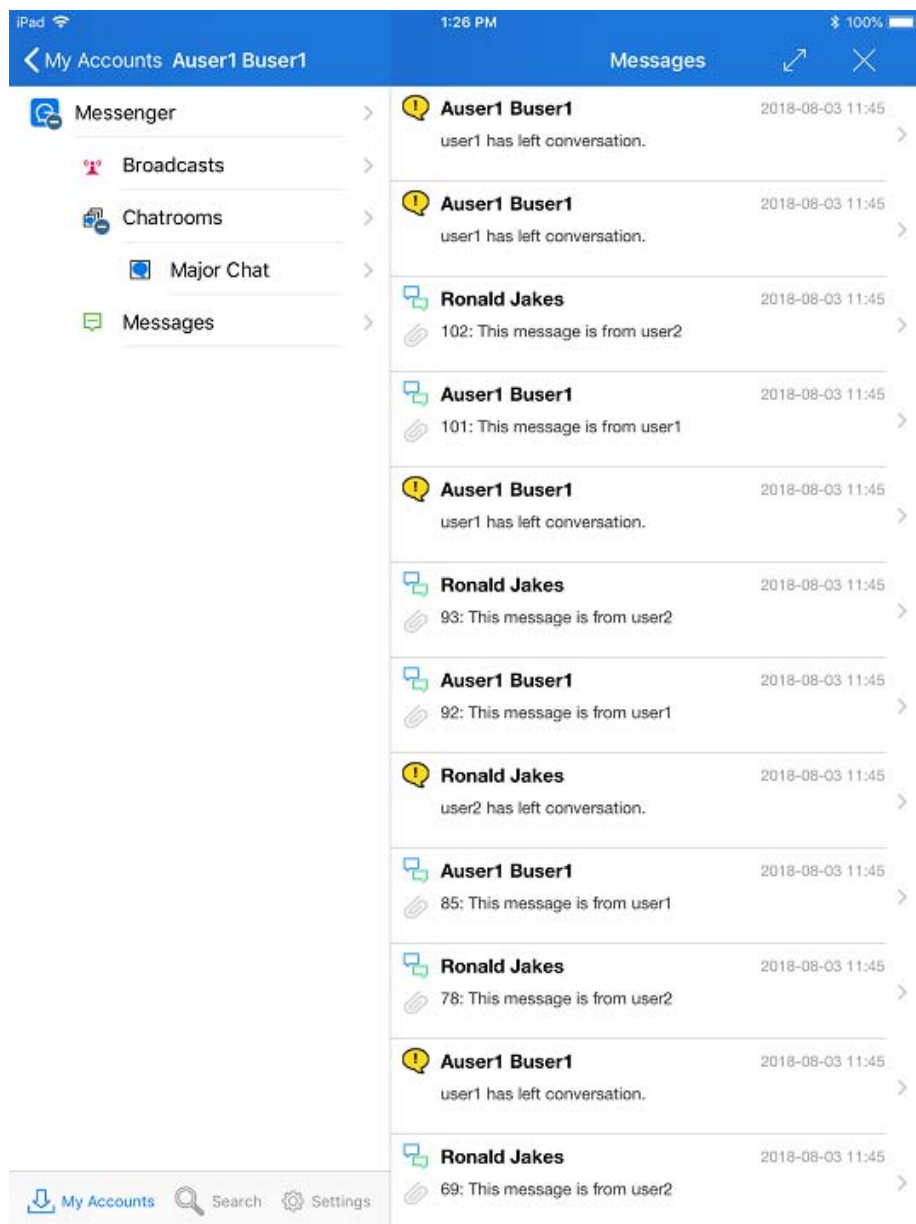 iPad 1:26 PM 100%
My Accounts Auser1 Buser1
Messages
Messenger
Broadcasts
Chatrooms
Major Chat
Messages
My Accounts Search Settings
Auser1 Buser1 2018-08-03 11:45
user1 has left conversation.
Auser1 Buser1 2018-08-03 11:45
user1 has left conversation.
Ronald Jakes 2018-08-03 11:45
102: This message is from user2
Auser1 Buser1 2018-08-03 11:45
101: This message is from user1
Auser1 Buser1 2018-08-03 11:45
user1 has left conversation.
Ronald Jakes 2018-08-03 11:45
93: This message is from user2
Auser1 Buser1 2018-08-03 11:45
92: This message is from user1
Ronald Jakes 2018-08-03 11:45
user2 has left conversation.
Auser1 Buser1 2018-08-03 11:45
85: This message is from user1
Ronald Jakes 2018-08-03 11:45
78: This message is from user2
Auser1 Buser1 2018-08-03 11:45
user1 has left conversation.
Ronald Jakes 2018-08-03 11:45
69: This message is from user2